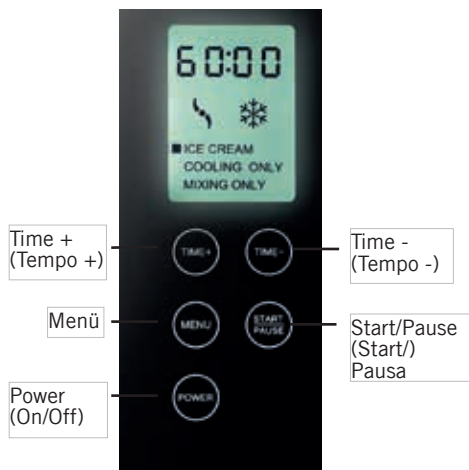 60:00
ICE CREAM
COOLING ONLY
MIXING ONLY
Time +
(Tempo +)
TIME+
TIME-
Time -
(Tempo -)
Menü
MENU
START
PAUSE
Start/Pause
(Start/)
Pausa
Power
(On/Off)
POWER